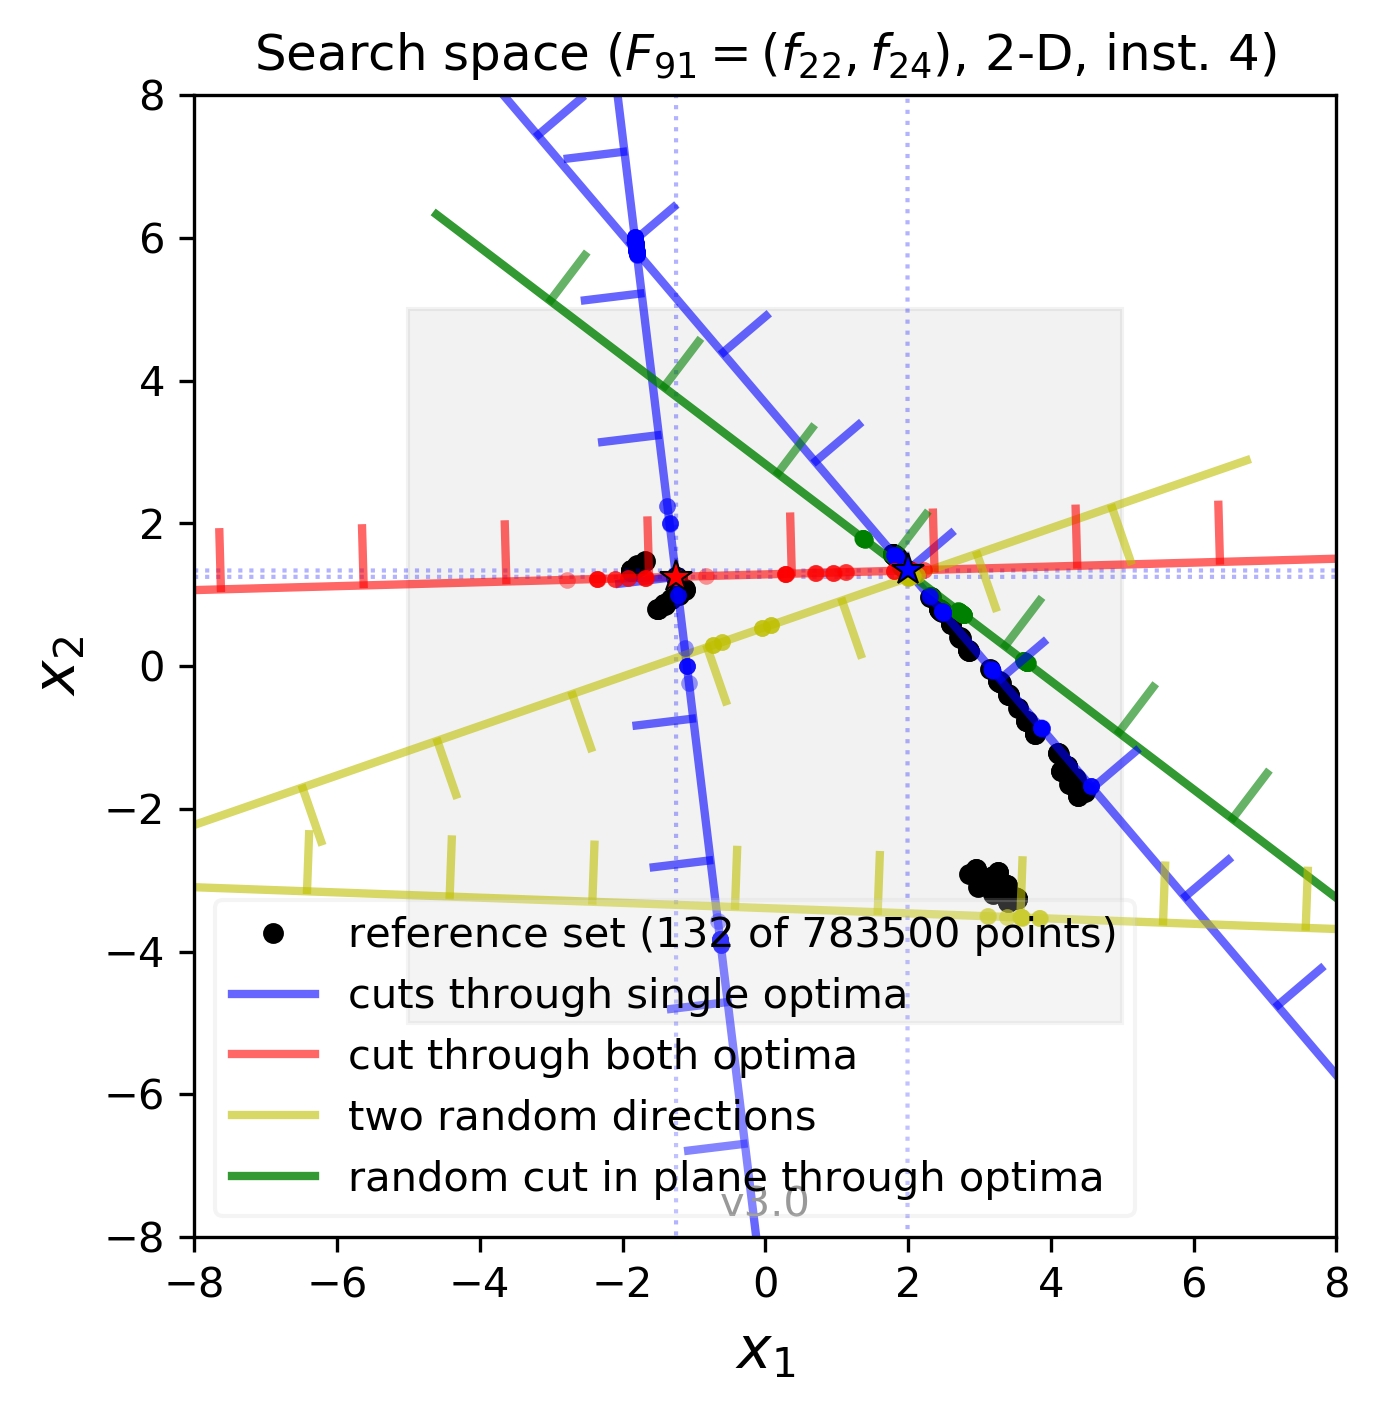 Search space (F₉₁ = (f₂₂, f₂₄), 2-D, inst. 4)
8
6
4
2
0
−2
−4
−6
−8
x₂
reference set (132 of 783500 points)
cuts through single optima
cut through both optima
two random directions
random cut in plane through optima
v3.0
−8 −6 −4 −2 0 2 4 6 8
x₁